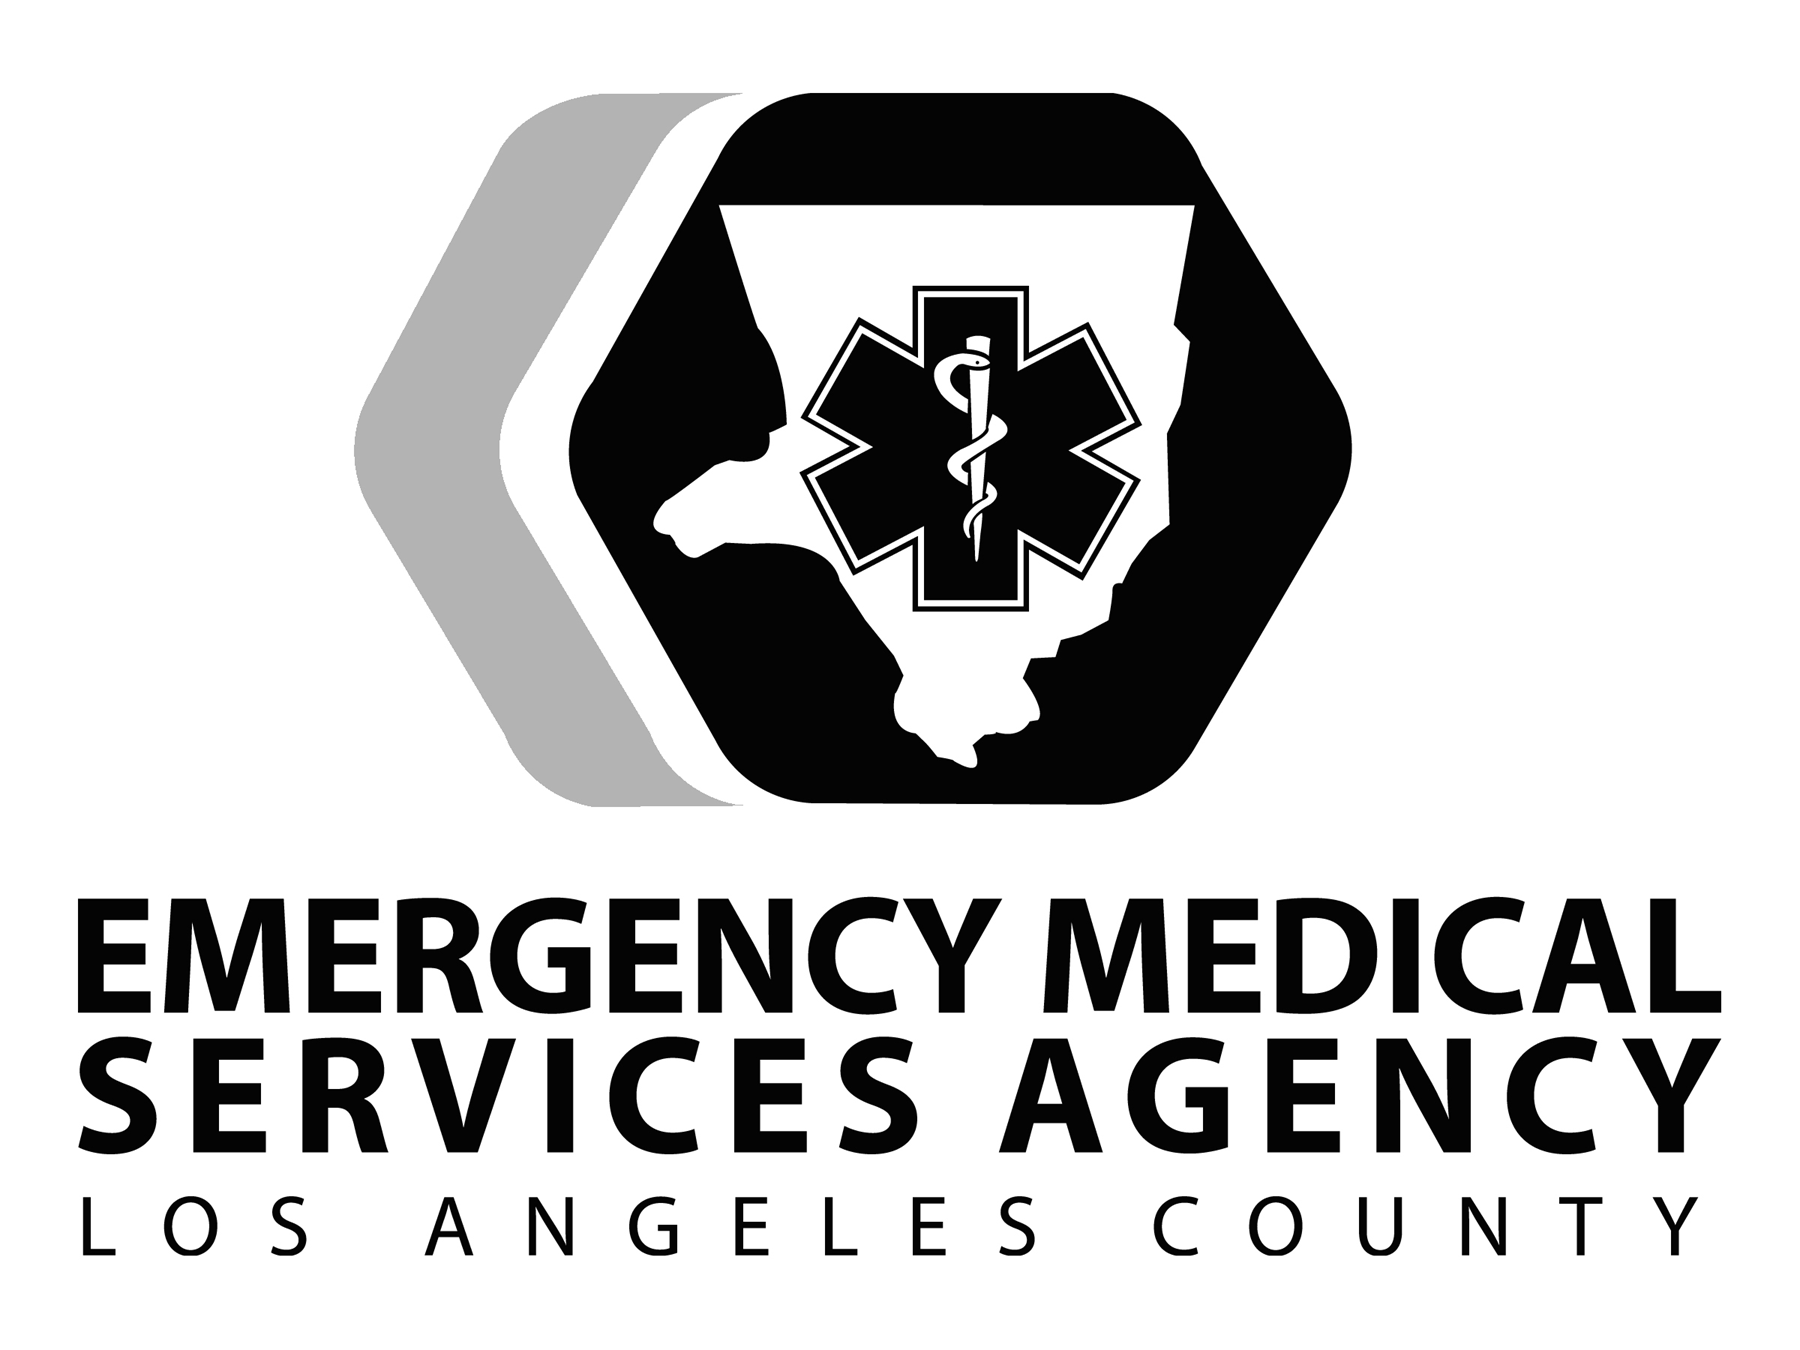 EMERGENCY MEDICAL
SERVICES AGENCY
LOS ANGELES COUNTY